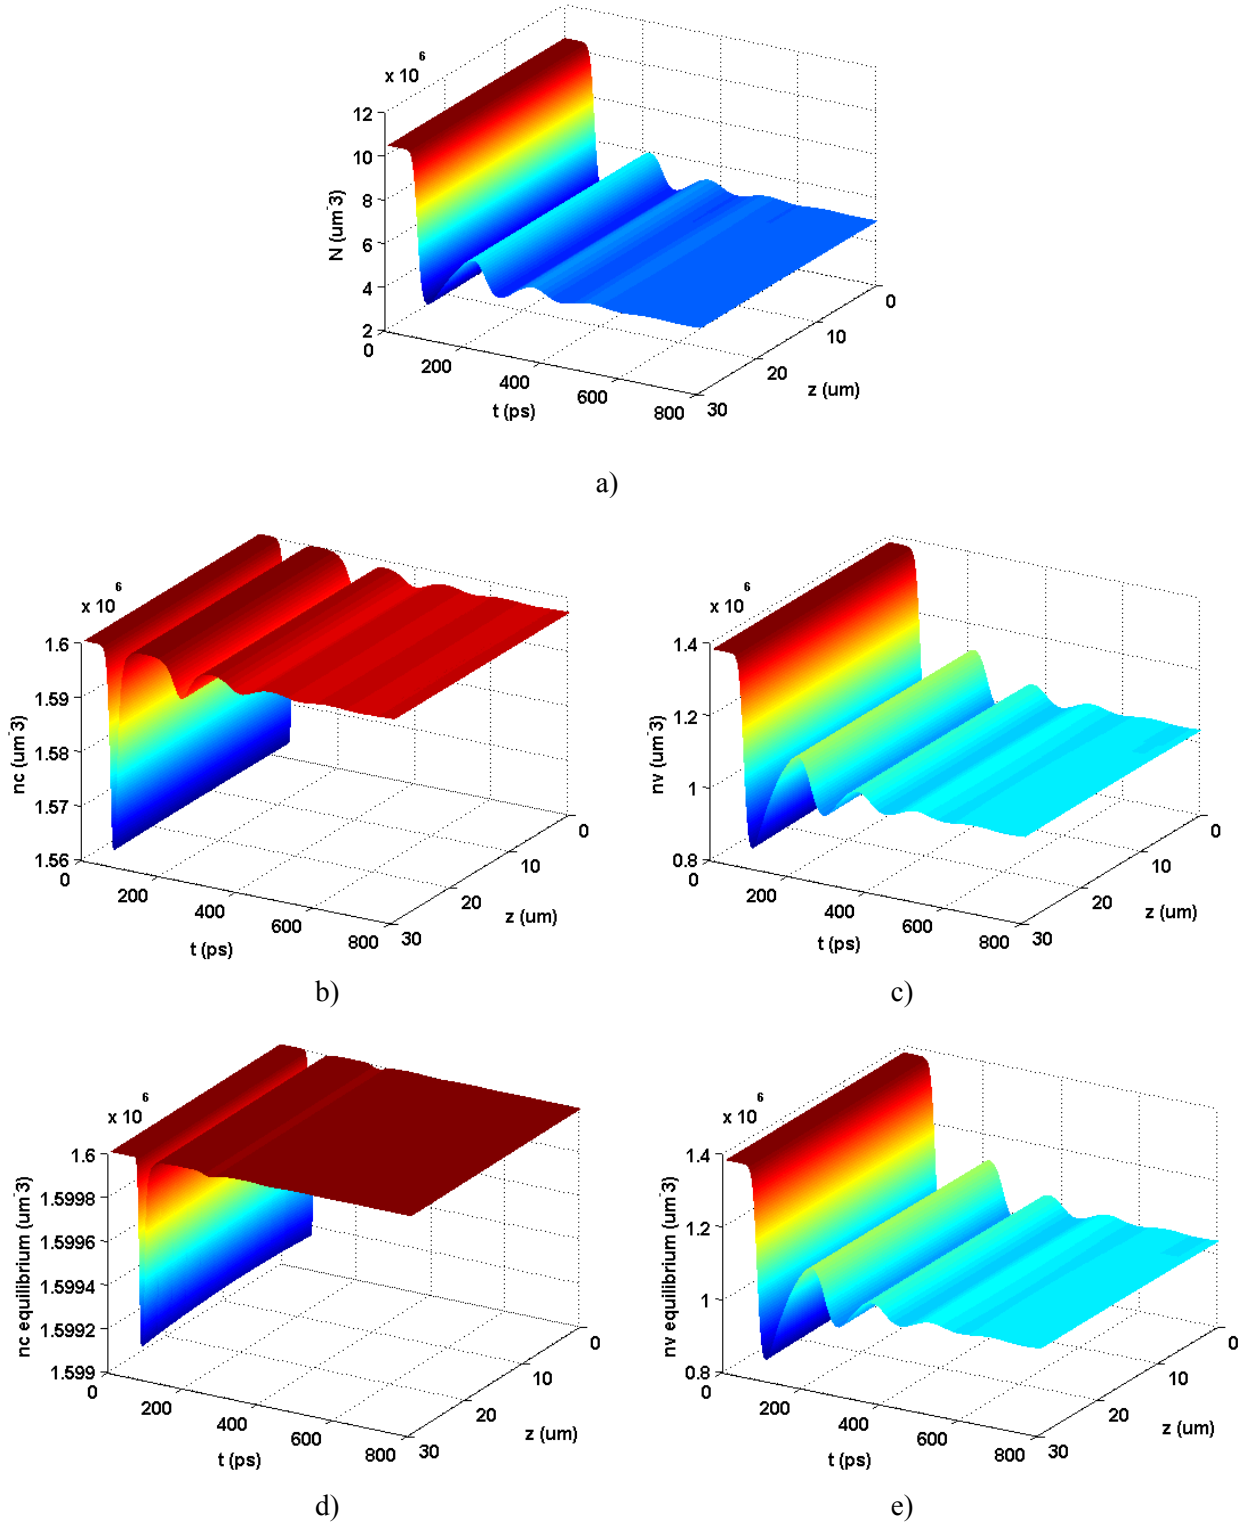 x 10 6
12
10
8
6
4
2
N (um-3)
0
200
400
600
800
t (ps)
0
10
20
30
z (um)
a)
x 10 6
1.6
1.59
1.58
1.57
1.56
nc (um-3)
0
200
400
600
800
t (ps)
0
10
20
30
z (um)
b)
x 10 6
1.4
1.2
1
0.8
nv (um-3)
0
200
400
600
800
t (ps)
0
10
20
30
z (um)
c)
x 10 6
1.6
1.5998
1.5996
1.5994
1.5992
1.599
nc equilibrium (um-3)
0
200
400
600
800
t (ps)
0
10
20
30
z (um)
d)
x 10 6
1.4
1.2
1
0.8
nv equilibrium (um-3)
0
200
400
600
800
t (ps)
0
10
20
30
z (um)
e)